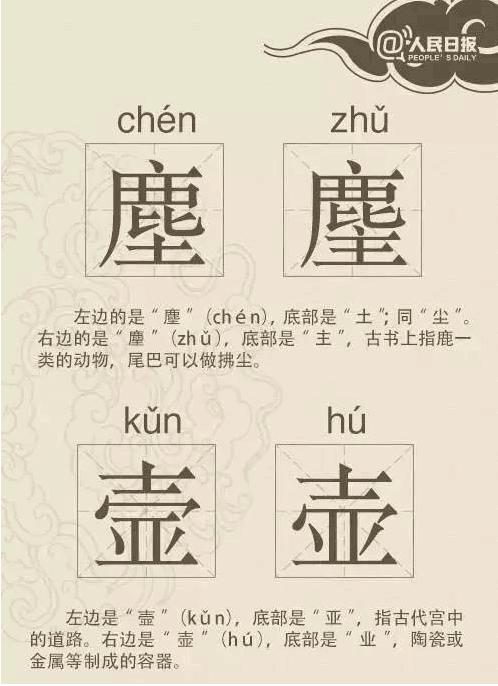 @人民日报
PEOPLE'S DAILY
chén zhǔ
塵 麈
左边的是“塵”(chén),底部是“土”;同“尘”。
右边的是“麈”(zhǔ),底部是“主”,古书上指鹿一
类的动物,尾巴可以做拂尘。
kǔn hú
壸 壶
左边是“壸”(kǔn),底部是“亚”,指古代宫中
的道路。右边是“壶”(hú),底部是“业”,陶瓷或
金属等制成的容器。